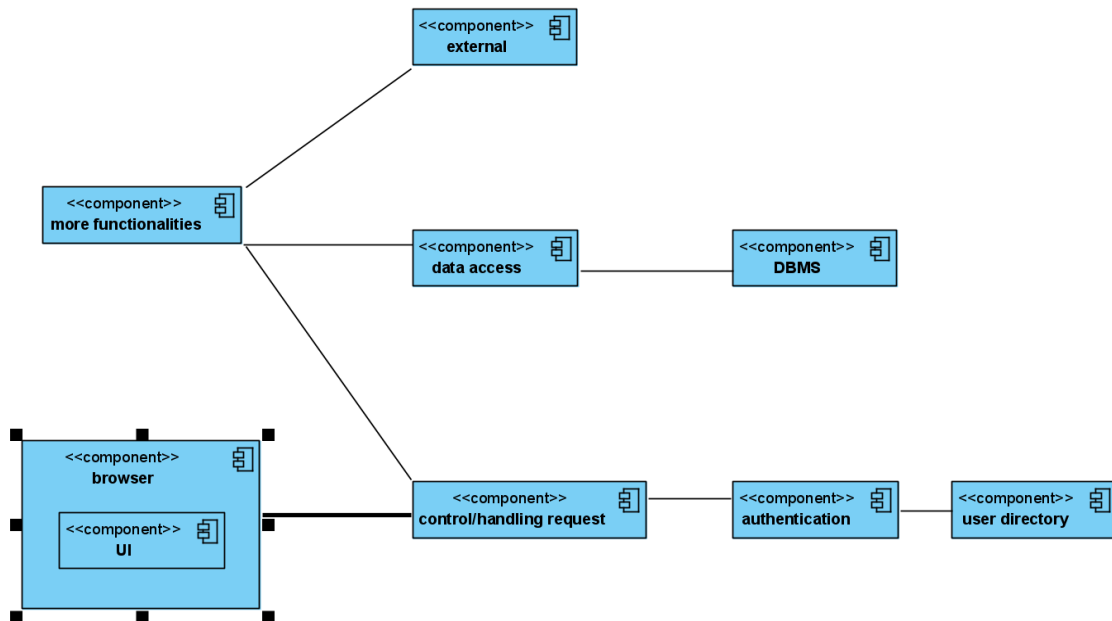 <<component>>
external
<<component>>
more functionalities
<<component>>
data access
<<component>>
DBMS
<<component>>
browser
<<component>>
UI
<<component>>
control/handling request
<<component>>
authentication
<<component>>
user directory